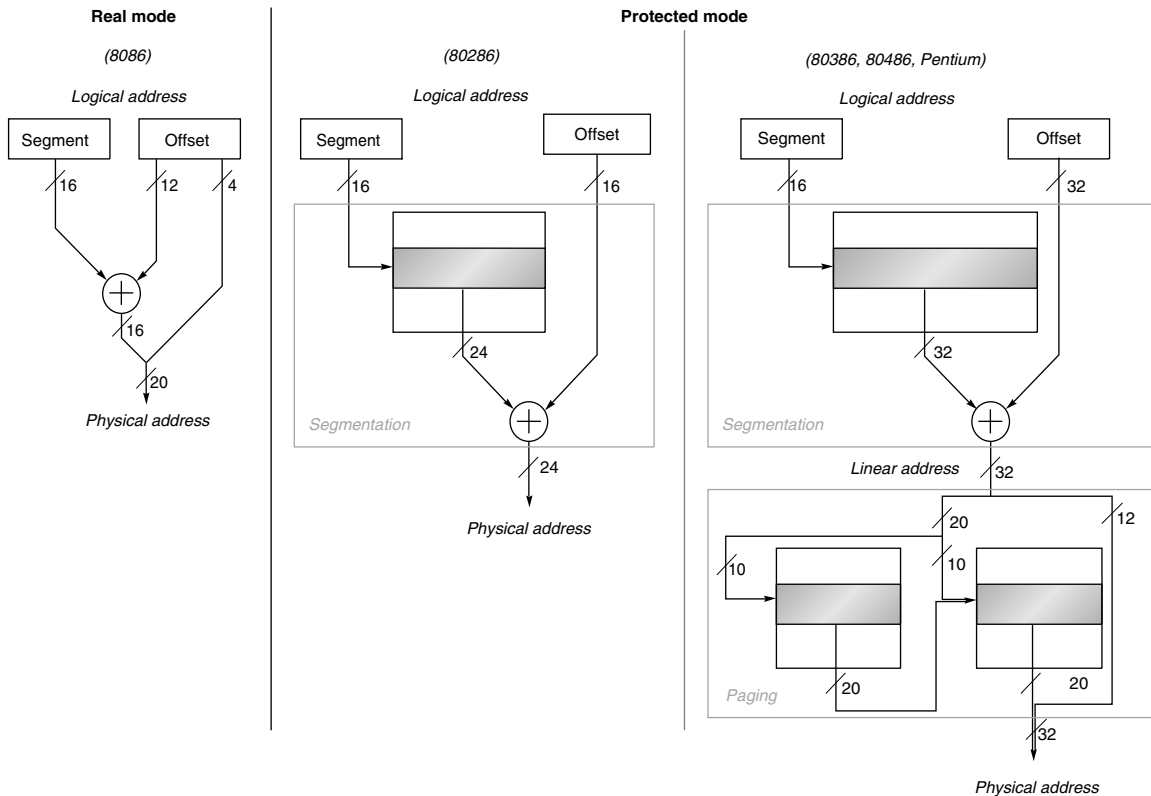 Real mode
Protected mode
(8086)
(80286)
(80386, 80486, Pentium)
Logical address
Logical address
Logical address
Segment
Offset
Segment
Offset
Segment
Offset
16
12
4
16
16
16
32
16
20
Physical address
24
Segmentation
24
Physical address
32
Segmentation
Linear address
32
20
12
10
10
20
20
Paging
32
Physical address